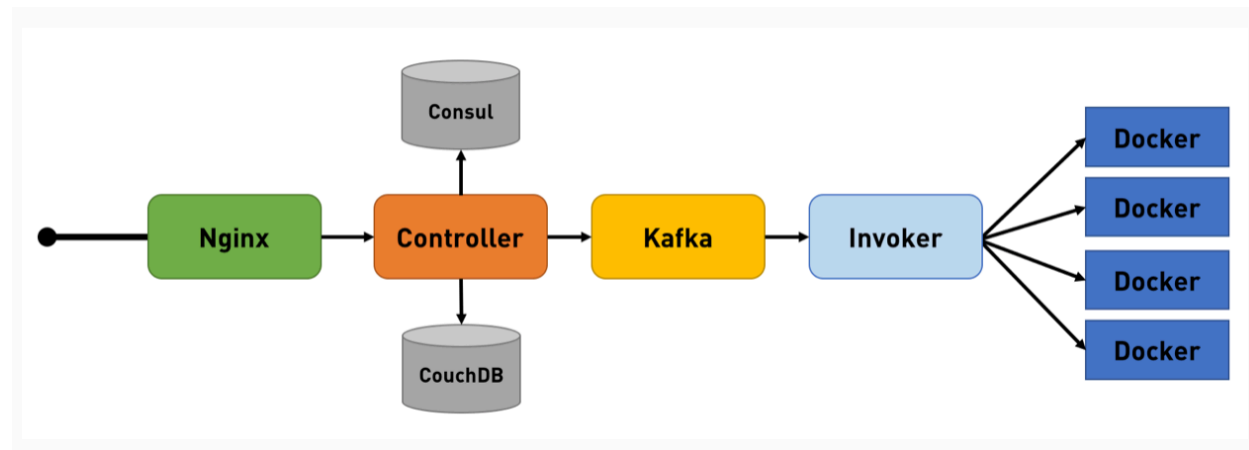 Consul
Nginx
Controller
Kafka
Invoker
CouchDB
Docker
Docker
Docker
Docker